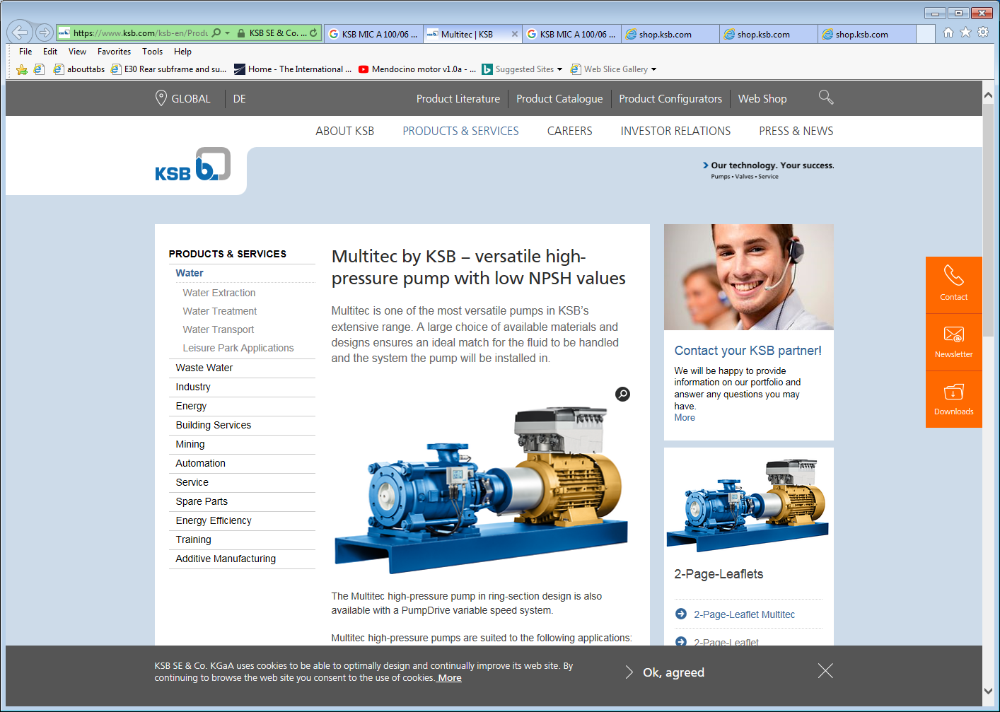 https://www.ksb.com/ksb-en/Produ
KSB SE & Co. ...
KSB MIC A 100/06 ...
Multitec | KSB
KSB MIC A 100/06 ...
shop.ksb.com
shop.ksb.com
shop.ksb.com
File Edit View Favorites Tools Help
abouttabs
E30 Rear subframe and su...
Home - The International ...
Mendocino motor v1.0a - ...
Suggested Sites
Web Slice Gallery
GLOBAL
DE
Product Literature
Product Catalogue
Product Configurators
Web Shop
ABOUT KSB
PRODUCTS & SERVICES
CAREERS
INVESTOR RELATIONS
PRESS & NEWS
KSB b
Our technology. Your success.
Pumps • Valves • Service
PRODUCTS & SERVICES
Water
Water Extraction
Water Treatment
Water Transport
Leisure Park Applications
Waste Water
Industry
Energy
Building Services
Mining
Automation
Service
Spare Parts
Energy Efficiency
Training
Additive Manufacturing
Multitec by KSB – versatile high-
pressure pump with low NPSH values
Multitec is one of the most versatile pumps in KSB’s
extensive range. A large choice of available materials and
designs ensures an ideal match for the fluid to be handled
and the system the pump will be installed in.
The Multitec high-pressure pump in ring-section design is also
available with a PumpDrive variable speed system.
Multitec high-pressure pumps are suited to the following applications:
Contact your KSB partner!
We will be happy to provide
information on our portfolio and
answer any questions you may
have.
More
2-Page-Leaflets
2-Page-Leaflet Multitec
2-Page-Leaflet
Contact
Newsletter
Downloads
KSB SE & Co. KGaA uses cookies to be able to optimally design and continually improve its web site. By
continuing to browse the web site you consent to the use of cookies. More
Ok, agreed